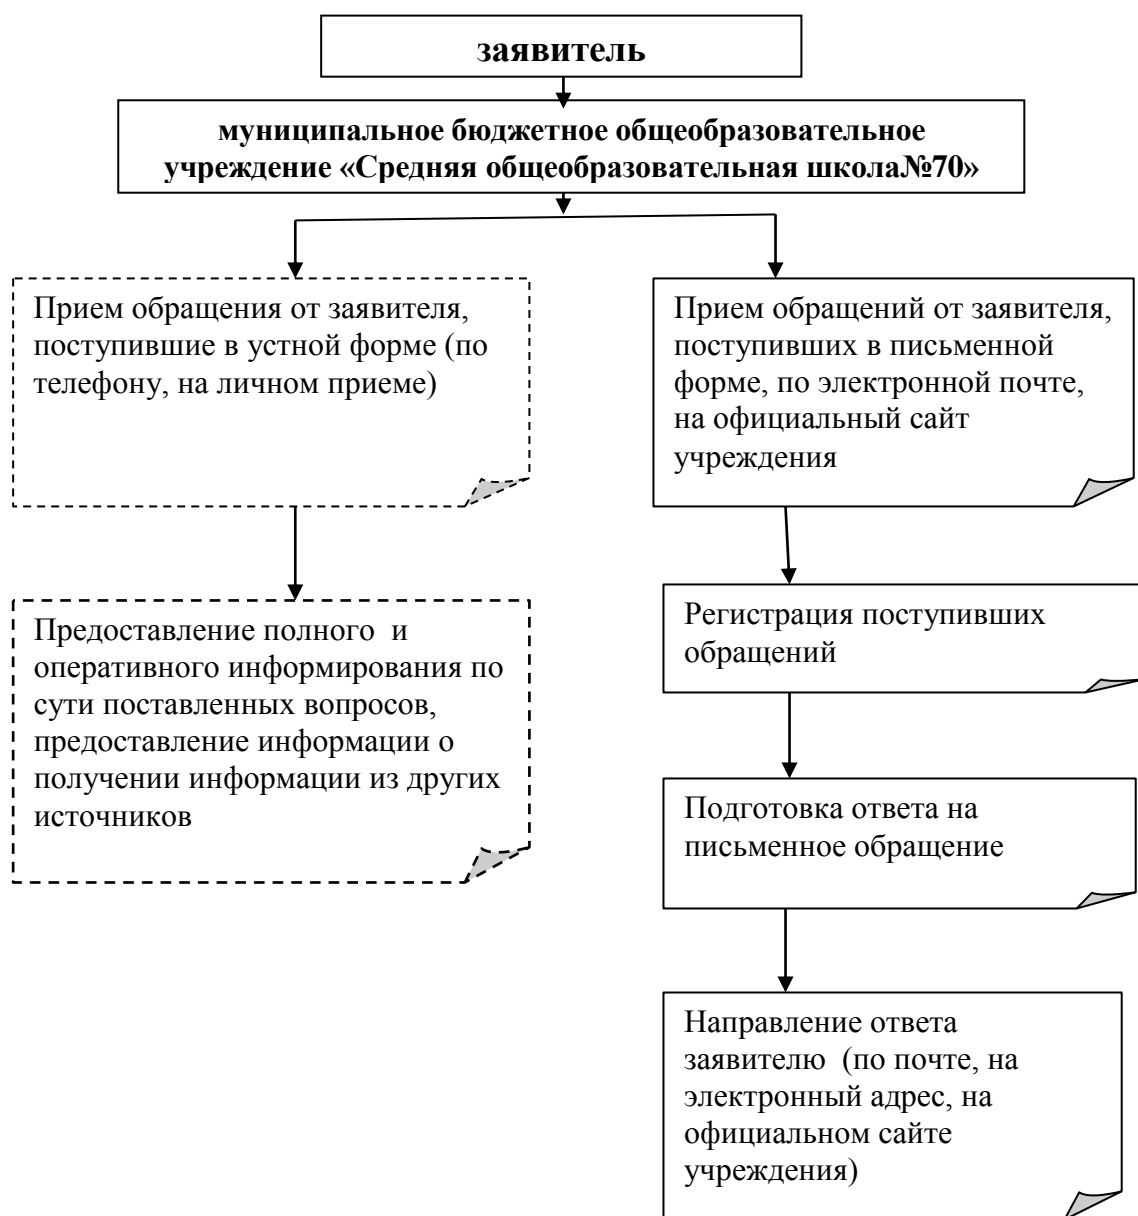 заявитель
муниципальное бюджетное общеобразовательное
учреждение «Средняя общеобразовательная школа№70»
Прием обращения от заявителя,
поступившие в устной форме (по
телефону, на личном приеме)
Прием обращений от заявителя,
поступивших в письменной
форме, по электронной почте,
на официальный сайт
учреждения
Предоставление полного и
оперативного информирования по
сути поставленных вопросов,
предоставление информации о
получении информации из других
источников
Регистрация поступивших
обращений
Подготовка ответа на
письменное обращение
Направление ответа
заявителю (по почте, на
электронный адрес, на
официальном сайте
учреждения)